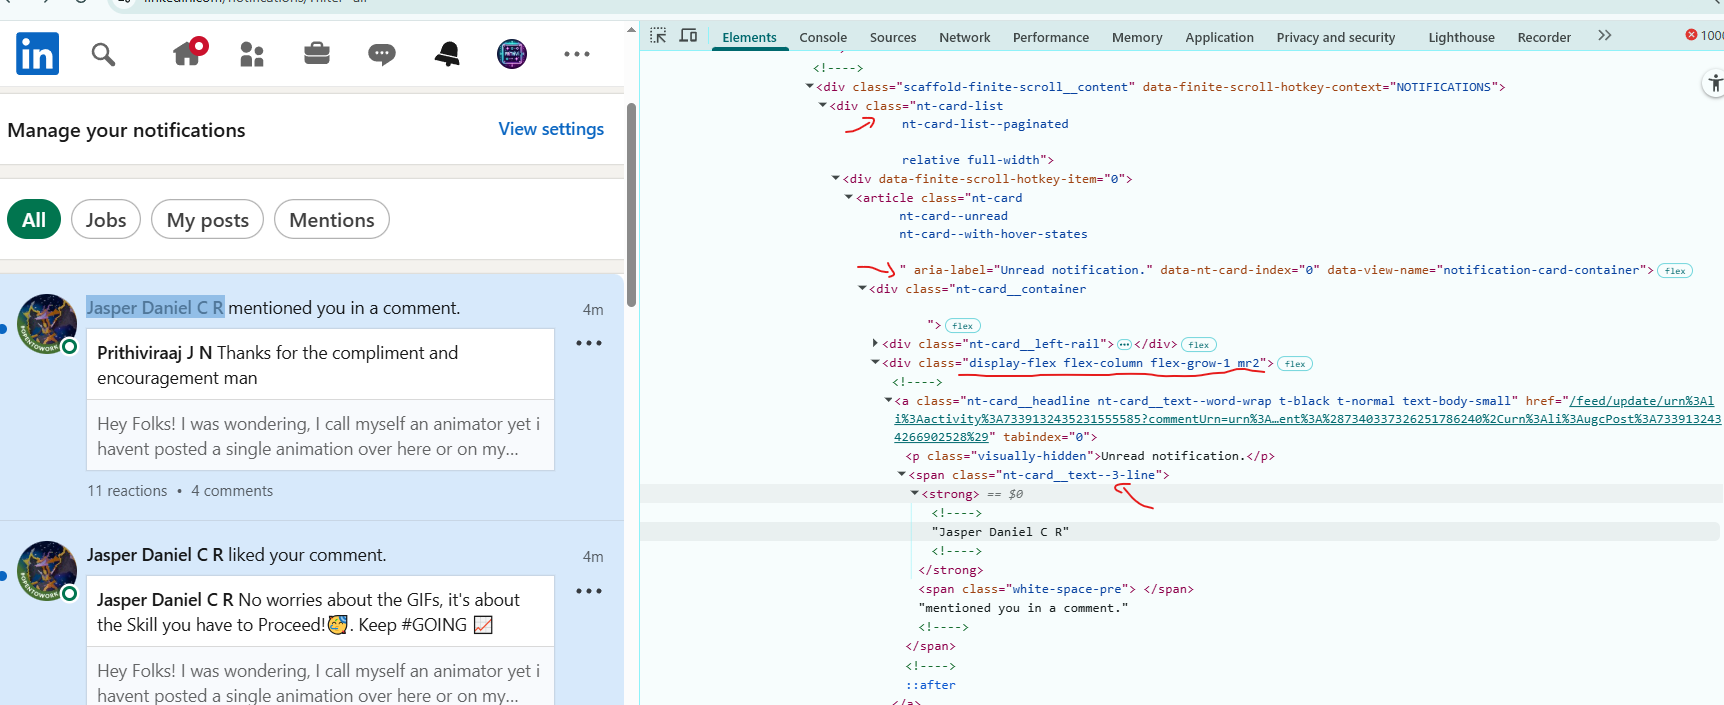 in
Manage your notifications
View settings
All
Jobs
My posts
Mentions
Jasper Daniel C R mentioned you in a comment.
4m
Prithiviraaj J N Thanks for the compliment and
encouragement man
Hey Folks! I was wondering, I call myself an animator yet i
havent posted a single animation over here or on my...
11 reactions • 4 comments
Jasper Daniel C R liked your comment.
4m
Jasper Daniel C R No worries about the GIFs, it's about
the Skill you have to Proceed!🥳. Keep #GOING 📈
Hey Folks! I was wondering, I call myself an animator yet i
havent posted a single animation over here or on my...
Elements Console Sources Network Performance Memory Application Privacy and security Lighthouse Recorder
1000
<!---->
<div class="scaffold-finite-scroll__content" data-finite-scroll-hotkey-context="NOTIFICATIONS">
<div class="nt-card-list
nt-card-list--paginated
relative full-width">
<div data-finite-scroll-hotkey-item="0">
<article class="nt-card
nt-card--unread
nt-card--with-hover-states
" aria-label="Unread notification." data-nt-card-index="0" data-view-name="notification-card-container"> flex
<div class="nt-card__container
"> flex
<div class="nt-card__left-rail"> ⋯ </div> flex
<div class="display-flex flex-column flex-grow-1 mr2"> flex
<!---->
<a class="nt-card__headline nt-card__text--word-wrap t-black t-normal text-body-small" href="/feed/update/urn%3Ali
li%3Aactivity%3A7339132435231555585?commentUrn=urn%3A…ent%3A%28734033732625178​6240%2Curn%3Ali%3AugcPost%3A733913243
4266902528%29" tabindex="0">
<p class="visually-hidden">Unread notification.</p>
<span class="nt-card__text--3-line">
<strong> == $0
<!---->
"Jasper Daniel C R"
<!---->
</strong>
<span class="white-space-pre"> </span>
"mentioned you in a comment."
<!---->
</span>
<!---->
::after
</a>